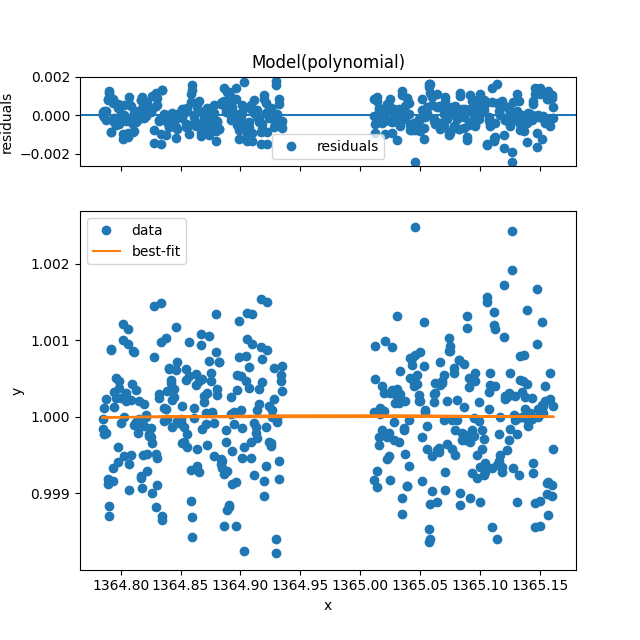 Model(polynomial)
0.002
0.000
−0.002
residuals
residuals
data
best-fit
1.002
1.001
1.000
0.999
y
1364.80 1364.85 1364.90 1364.95 1365.00 1365.05 1365.10 1365.15
x